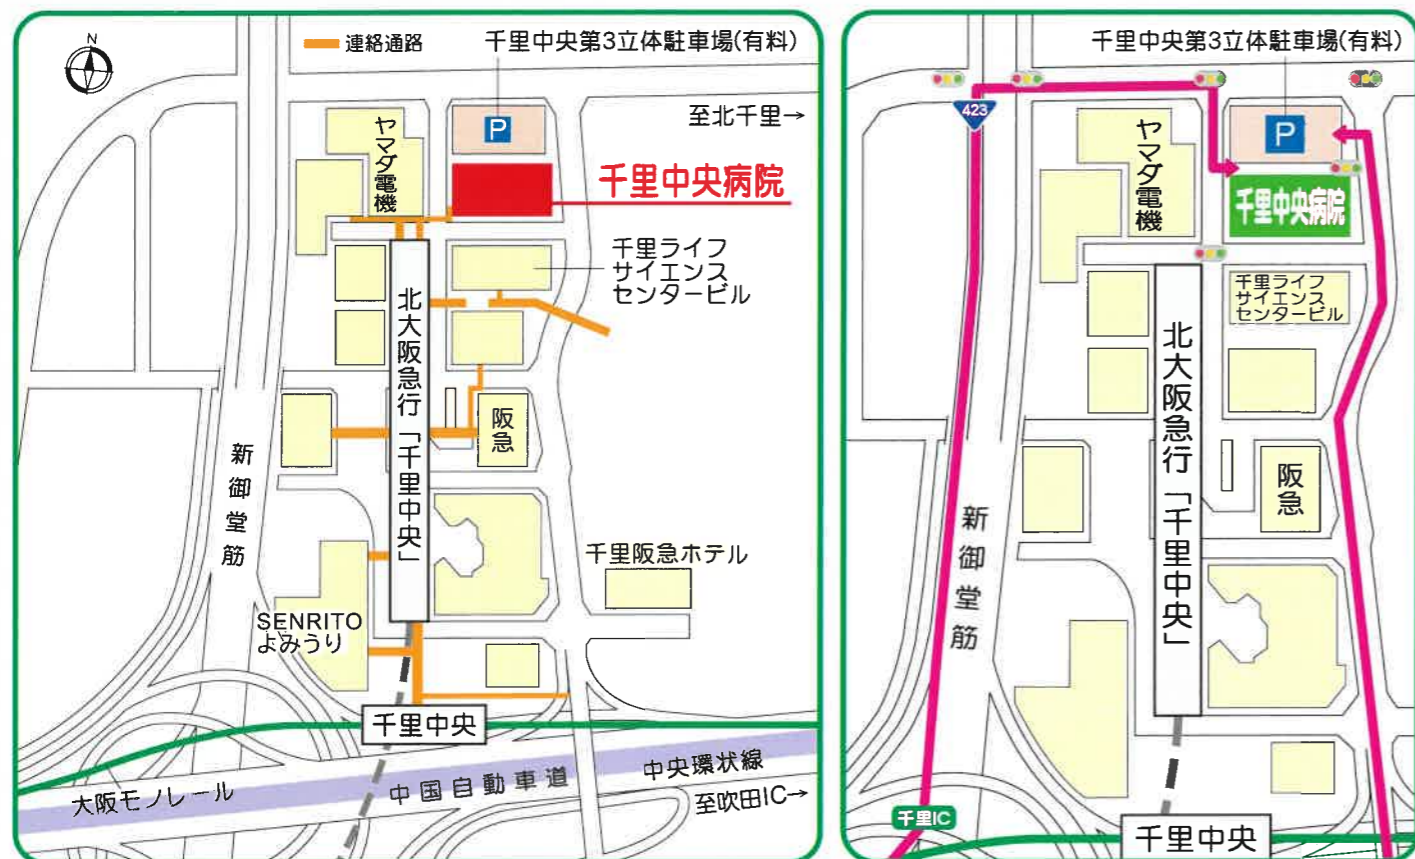 N
連絡通路
千里中央第3立体駐車場(有料)
至北千里→
P
ヤマダ電機
千里中央病院
千里ライフ
サイエンス
センタービル
北大阪急行「千里中央」
阪急
新御堂筋
千里阪急ホテル
SENRITO
よみうり
千里中央
大阪モノレール
中国自動車道
中央環状線
至吹田IC→
千里中央第3立体駐車場(有料)
423
P
ヤマダ電機
千里中央病院
千里ライフ
サイエンス
センタービル
北大阪急行「千里中央」
阪急
新御堂筋
千里IC
千里中央